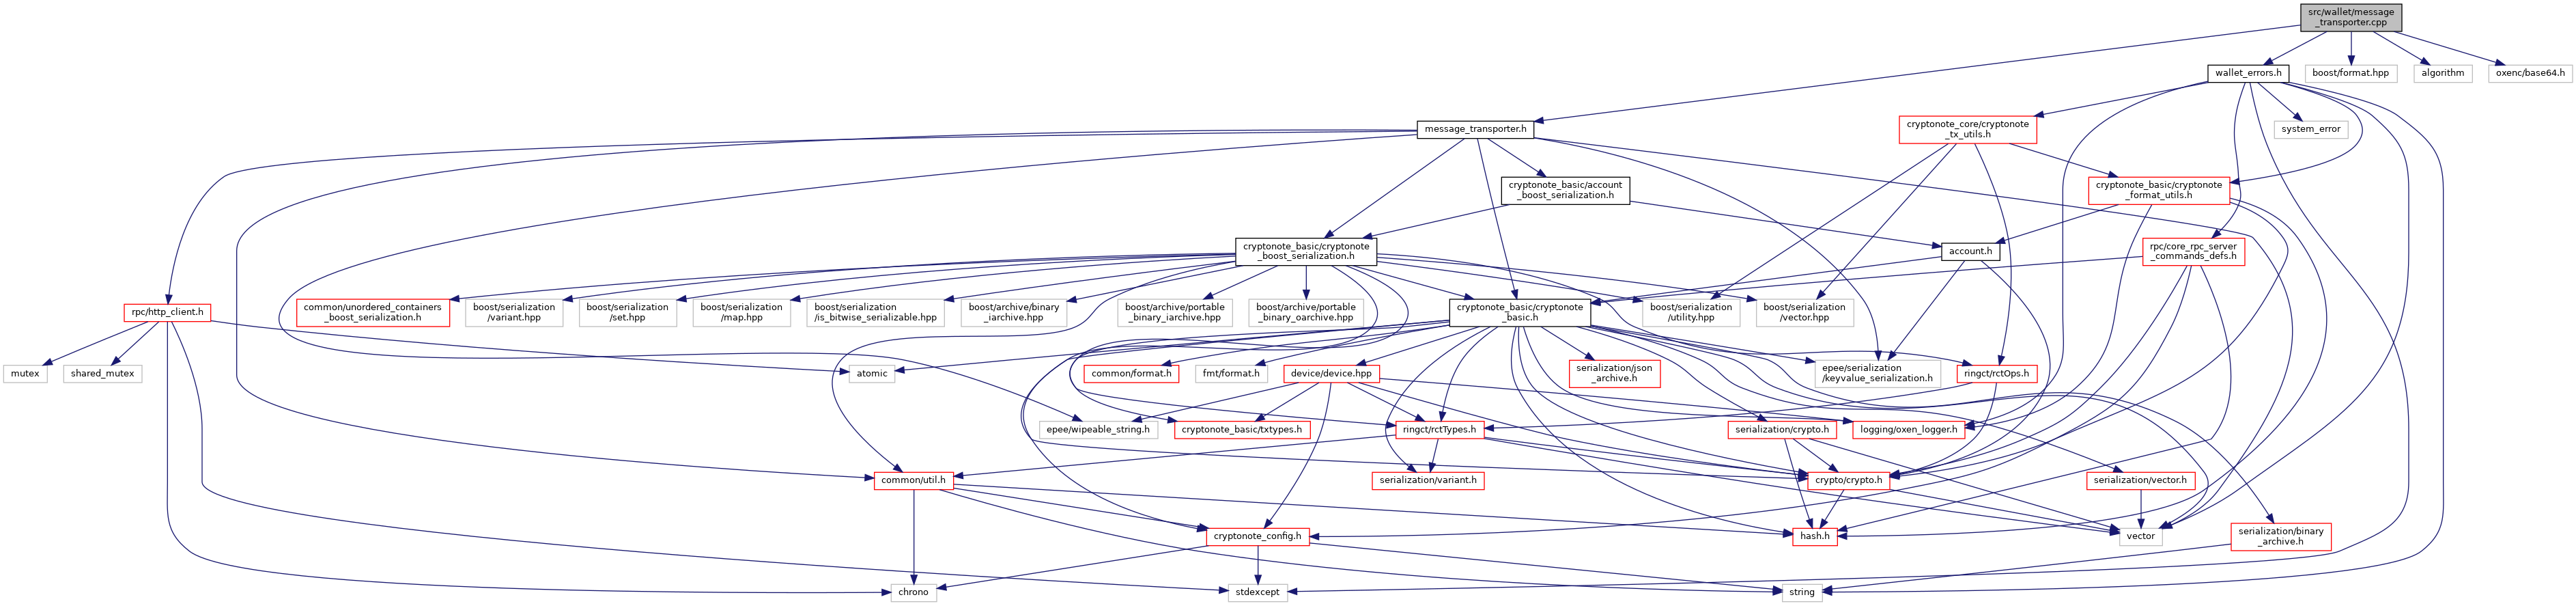 src/wallet/message
_transporter.cpp
wallet_errors.h
boost/format.hpp
algorithm
oxenc/base64.h
message_transporter.h
cryptonote_core/cryptonote
_tx_utils.h
system_error
cryptonote_basic/account
_boost_serialization.h
cryptonote_basic/cryptonote
_format_utils.h
cryptonote_basic/cryptonote
_boost_serialization.h
account.h
rpc/core_rpc_server
_commands_defs.h
rpc/http_client.h
common/unordered_containers
_boost_serialization.h
boost/serialization
/variant.hpp
boost/serialization
/set.hpp
boost/serialization
/map.hpp
boost/serialization
/is_bitwise_serializable.hpp
boost/archive/binary
_iarchive.hpp
boost/archive/portable
_binary_iarchive.hpp
boost/archive/portable
_binary_oarchive.hpp
cryptonote_basic/cryptonote
_basic.h
boost/serialization
/utility.hpp
boost/serialization
/vector.hpp
mutex
shared_mutex
atomic
common/format.h
fmt/format.h
device/device.hpp
serialization/json
_archive.h
epee/serialization
/keyvalue_serialization.h
ringct/rctOps.h
epee/wipeable_string.h
cryptonote_basic/txtypes.h
ringct/rctTypes.h
serialization/crypto.h
logging/oxen_logger.h
common/util.h
serialization/variant.h
crypto/crypto.h
serialization/vector.h
cryptonote_config.h
hash.h
vector
serialization/binary
_archive.h
chrono
stdexcept
string